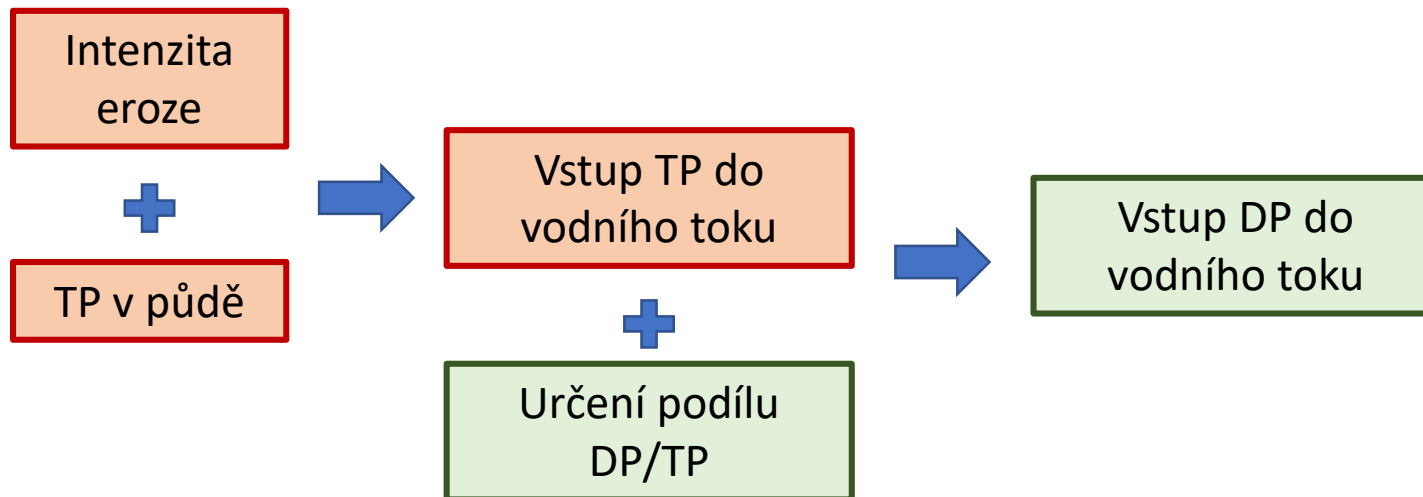 Intenzita
eroze
TP v půdě
Vstup TP do
vodního toku
Určení podílu
DP/TP
Vstup DP do
vodního toku